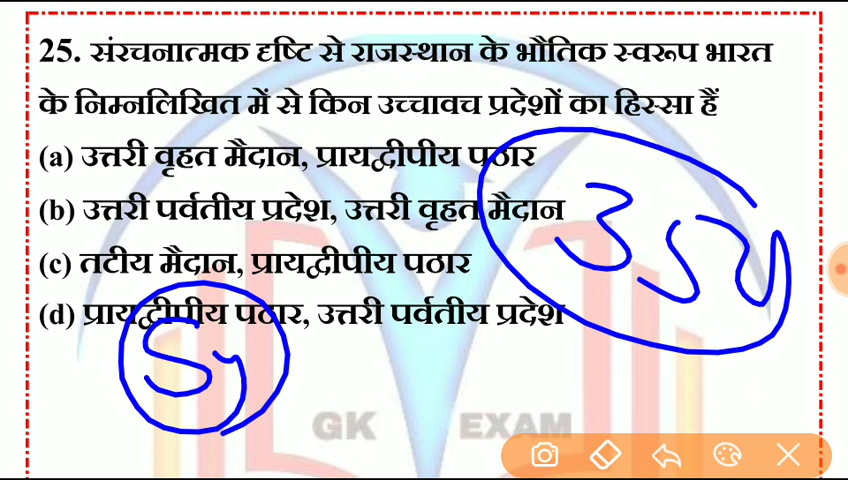 25. संरचनात्मक दृष्टि से राजस्थान के भौतिक स्वरूप भारत
के निम्नलिखित में से किन उच्चावच प्रदेशों का हिस्सा हैं
(a) उत्तरी वृहत मैदान, प्रायद्वीपीय पठार
(b) उत्तरी पर्वतीय प्रदेश, उत्तरी वृहत मैदान
(c) तटीय मैदान, प्रायद्वीपीय पठार
(d) प्रायद्वीपीय पठार, उत्तरी पर्वतीय प्रदेश
GK EXAM